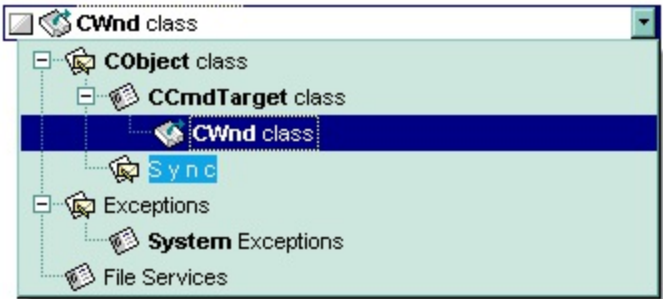 CWnd class
CObject class
CCmdTarget class
CWnd class
S y n c
Exceptions
System Exceptions
File Services